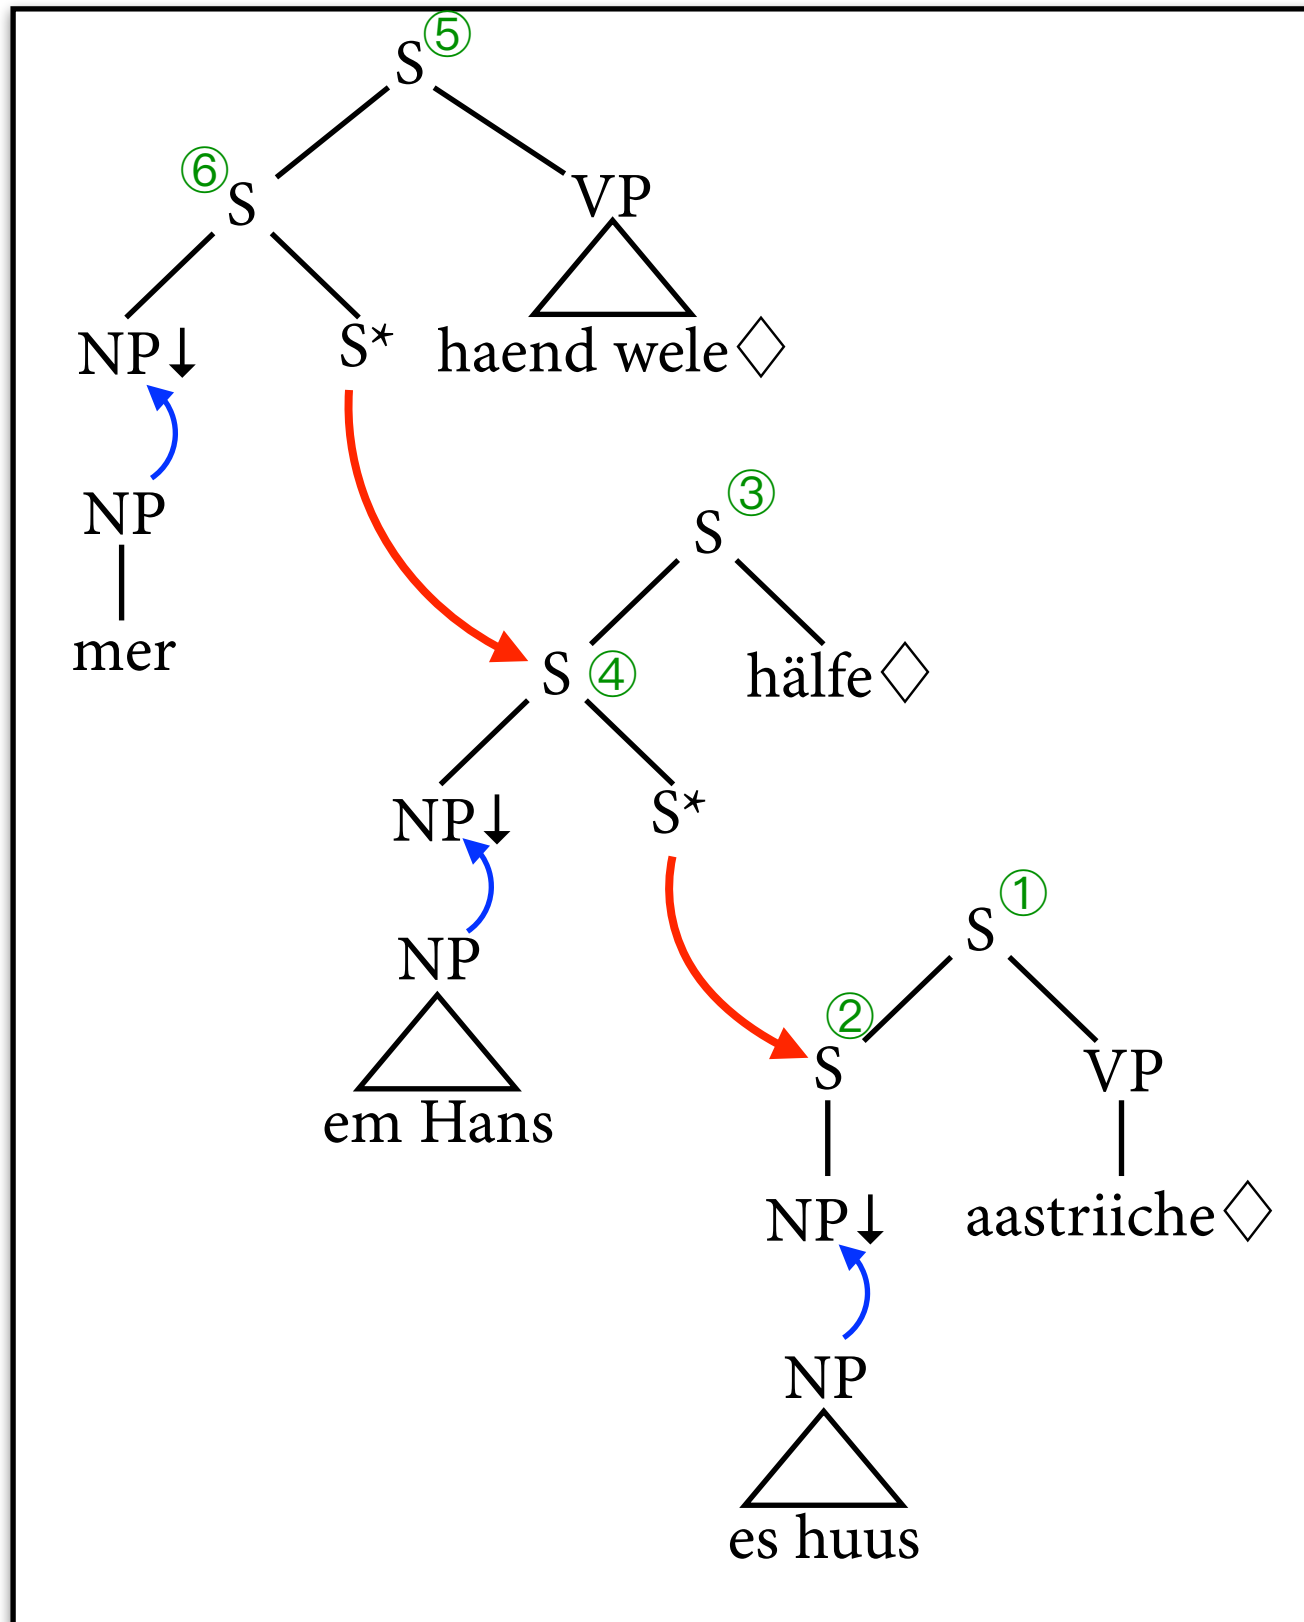 S⑤
⑥S
VP
NP↓ S* haend wele◇
NP
mer
S③
S④
hälfe◇
NP↓ S*
NP
em Hans
S①
②S
VP
NP↓ aastriiche◇
NP
es huus